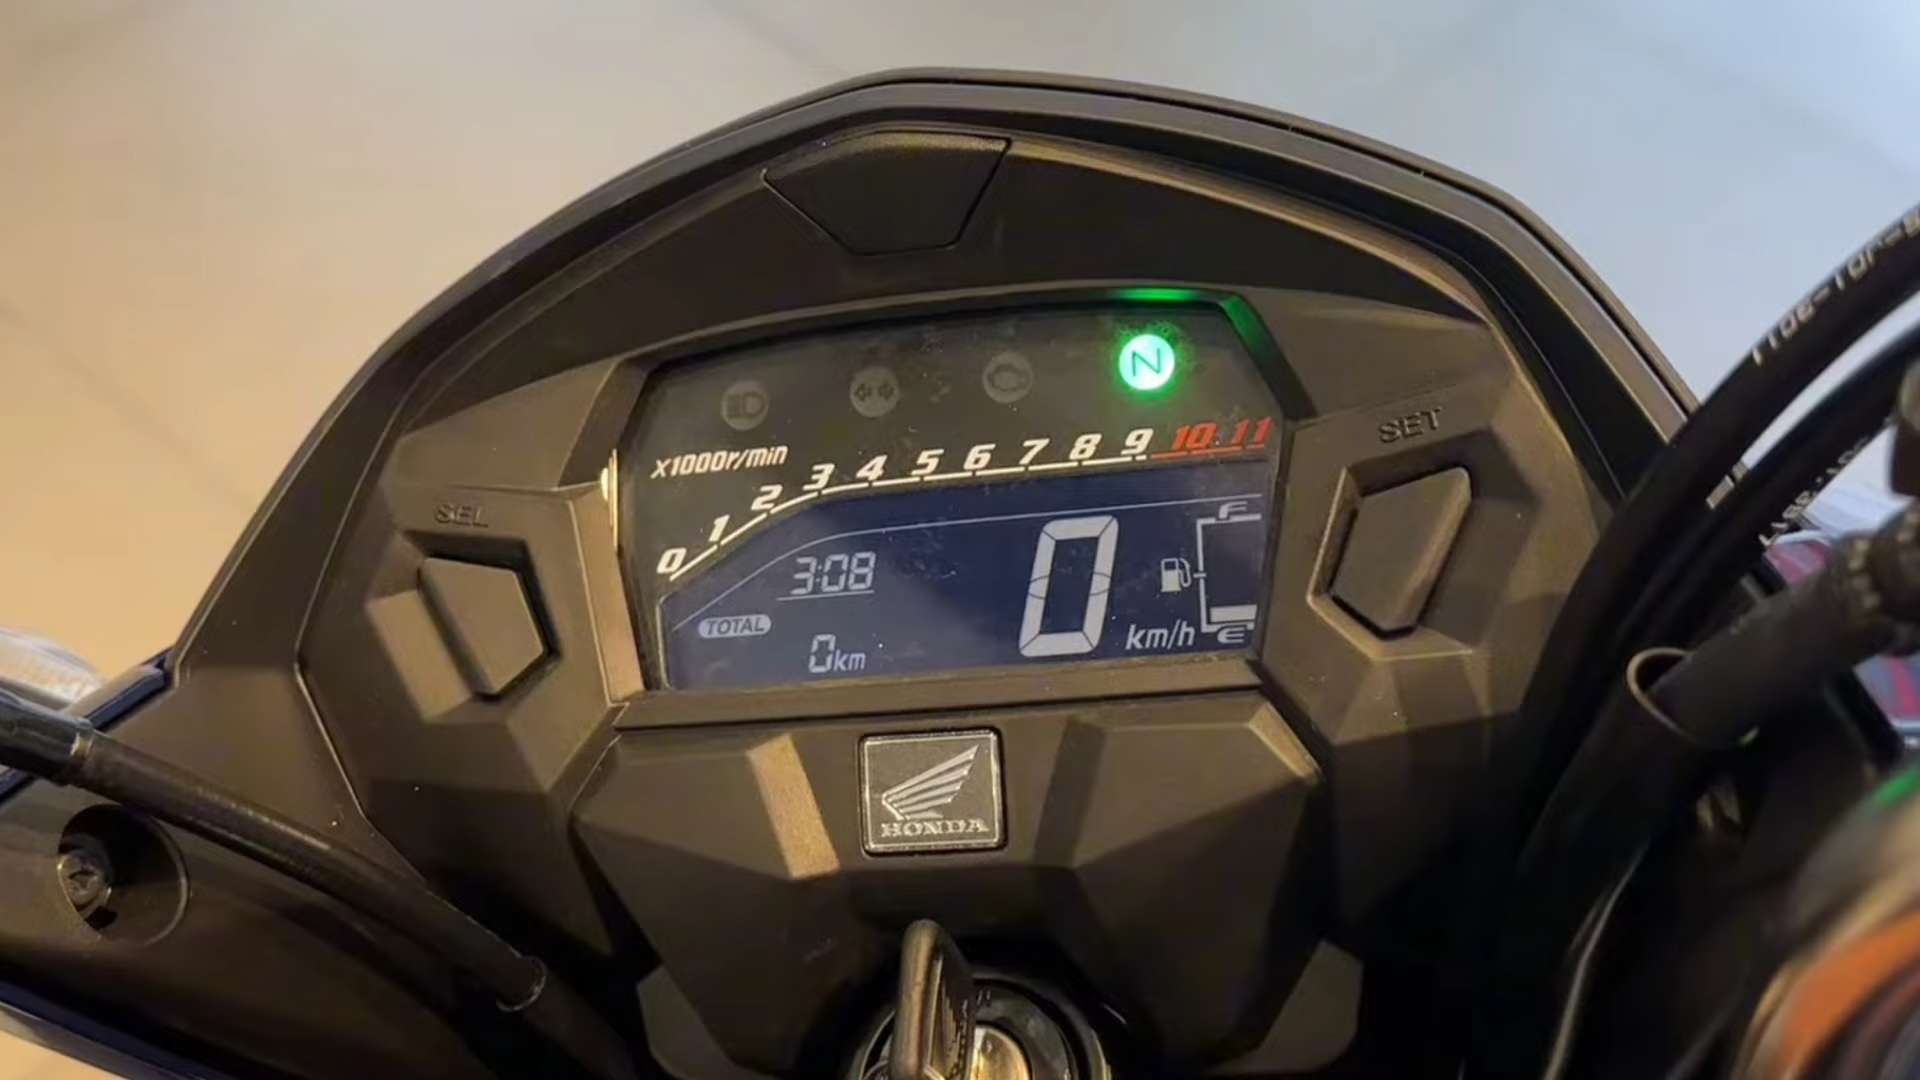 N
SET
x1000r/min
0 1 2 3 4 5 6 7 8 9 10 11
SEL
F
3:08
0
TOTAL
km/h
E
0km
HONDA